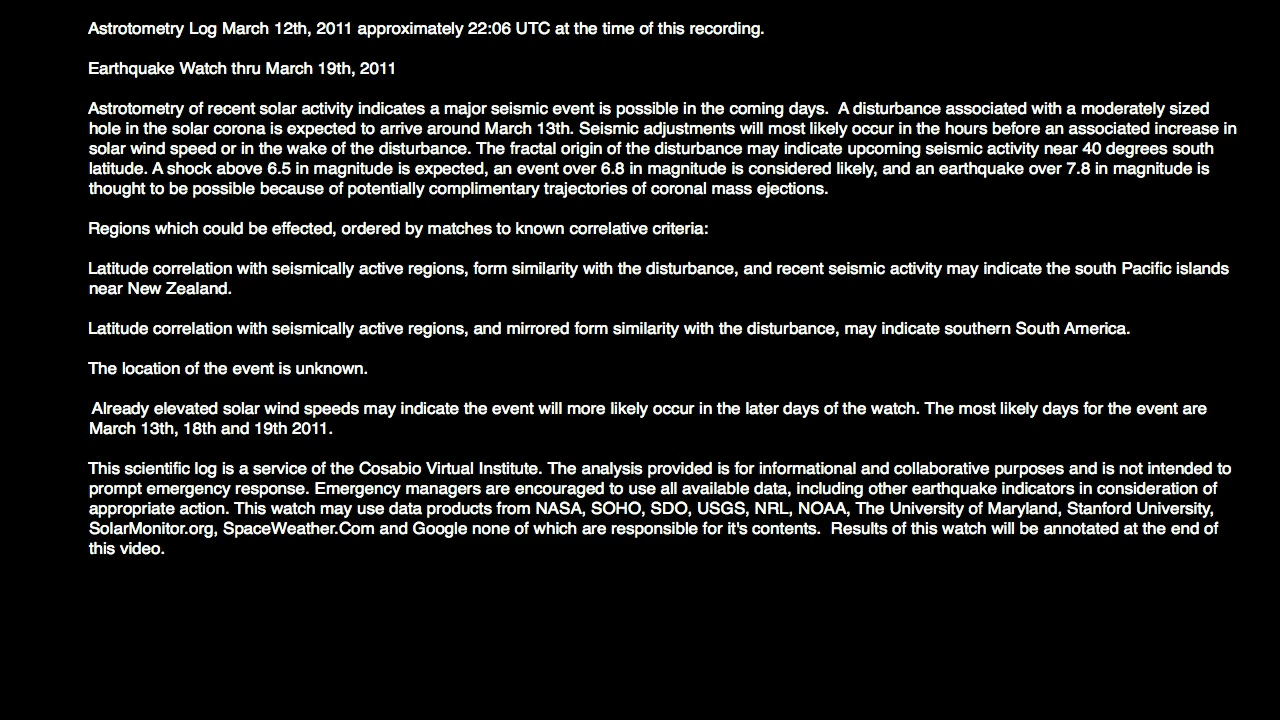 Astrotometry Log March 12th, 2011 approximately 22:06 UTC at the time of this recording.
Earthquake Watch thru March 19th, 2011
Astrotometry of recent solar activity indicates a major seismic event is possible in the coming days.  A disturbance associated with a moderately sized
hole in the solar corona is expected to arrive around March 13th. Seismic adjustments will most likely occur in the hours before an associated increase in
solar wind speed or in the wake of the disturbance. The fractal origin of the disturbance may indicate upcoming seismic activity near 40 degrees south
latitude. A shock above 6.5 in magnitude is expected, an event over 6.8 in magnitude is considered likely, and an earthquake over 7.8 in magnitude is
thought to be possible because of potentially complimentary trajectories of coronal mass ejections.
Regions which could be effected, ordered by matches to known correlative criteria:
Latitude correlation with seismically active regions, form similarity with the disturbance, and recent seismic activity may indicate the south Pacific islands
near New Zealand.
Latitude correlation with seismically active regions, and mirrored form similarity with the disturbance, may indicate southern South America.
The location of the event is unknown.
Already elevated solar wind speeds may indicate the event will more likely occur in the later days of the watch. The most likely days for the event are
March 13th, 18th and 19th 2011.
This scientific log is a service of the Cosabio Virtual Institute. The analysis provided is for informational and collaborative purposes and is not intended to
prompt emergency response. Emergency managers are encouraged to use all available data, including other earthquake indicators in consideration of
appropriate action. This watch may use data products from NASA, SOHO, SDO, USGS, NRL, NOAA, The University of Maryland, Stanford University,
SolarMonitor.org, SpaceWeather.Com and Google none of which are responsible for it's contents.  Results of this watch will be annotated at the end of
this video.